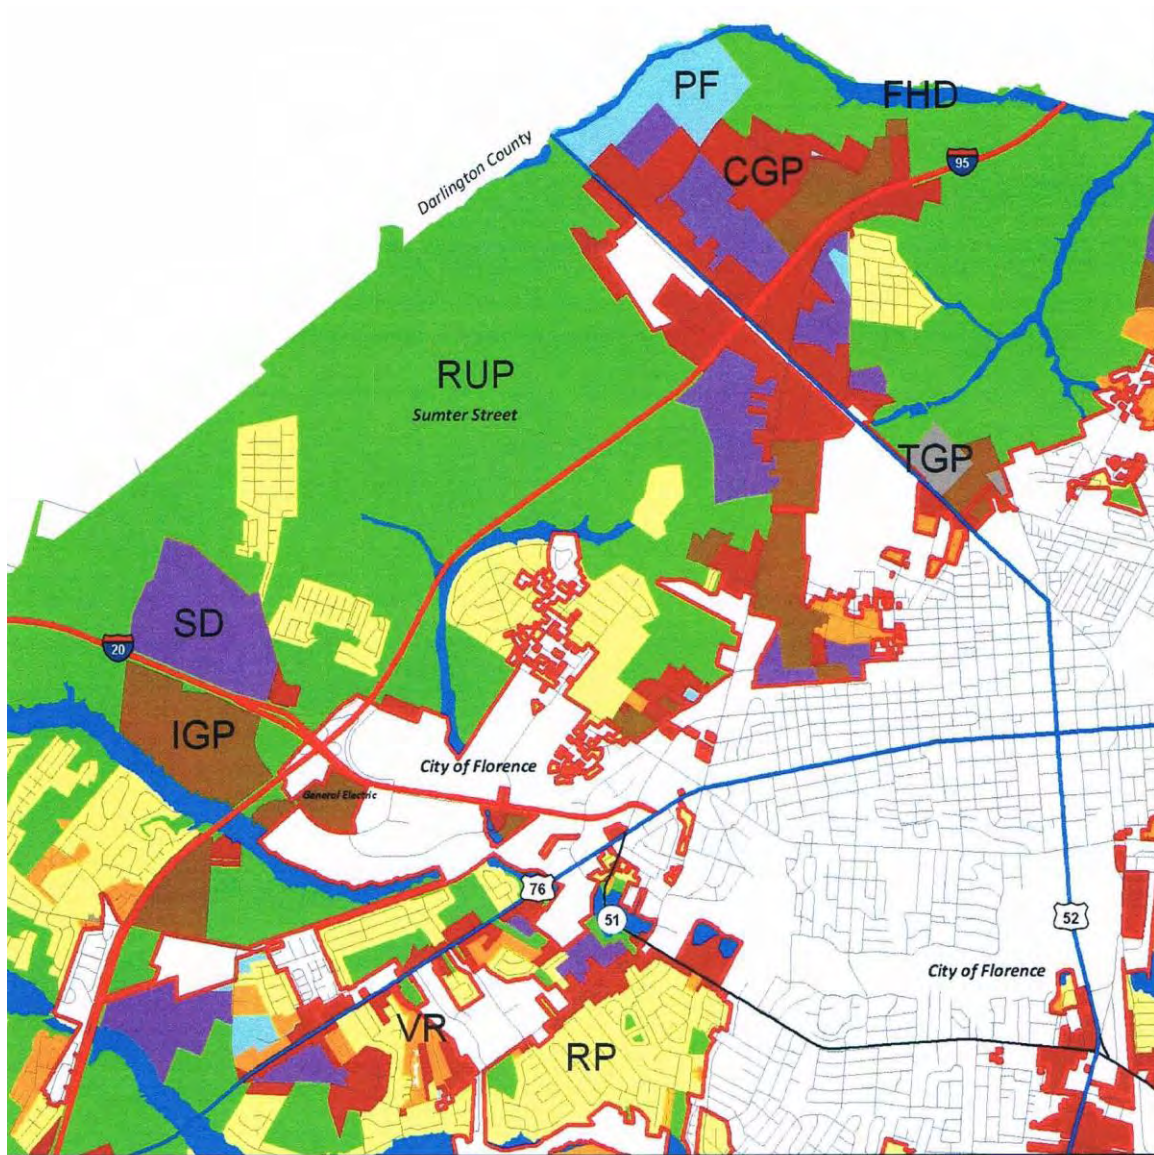 PF
FHD
Darlington County
CGP
95
RUP
Sumter Street
TGP
SD
20
IGP
City of Florence
General Electric
76
51
52
City of Florence
VR
RP